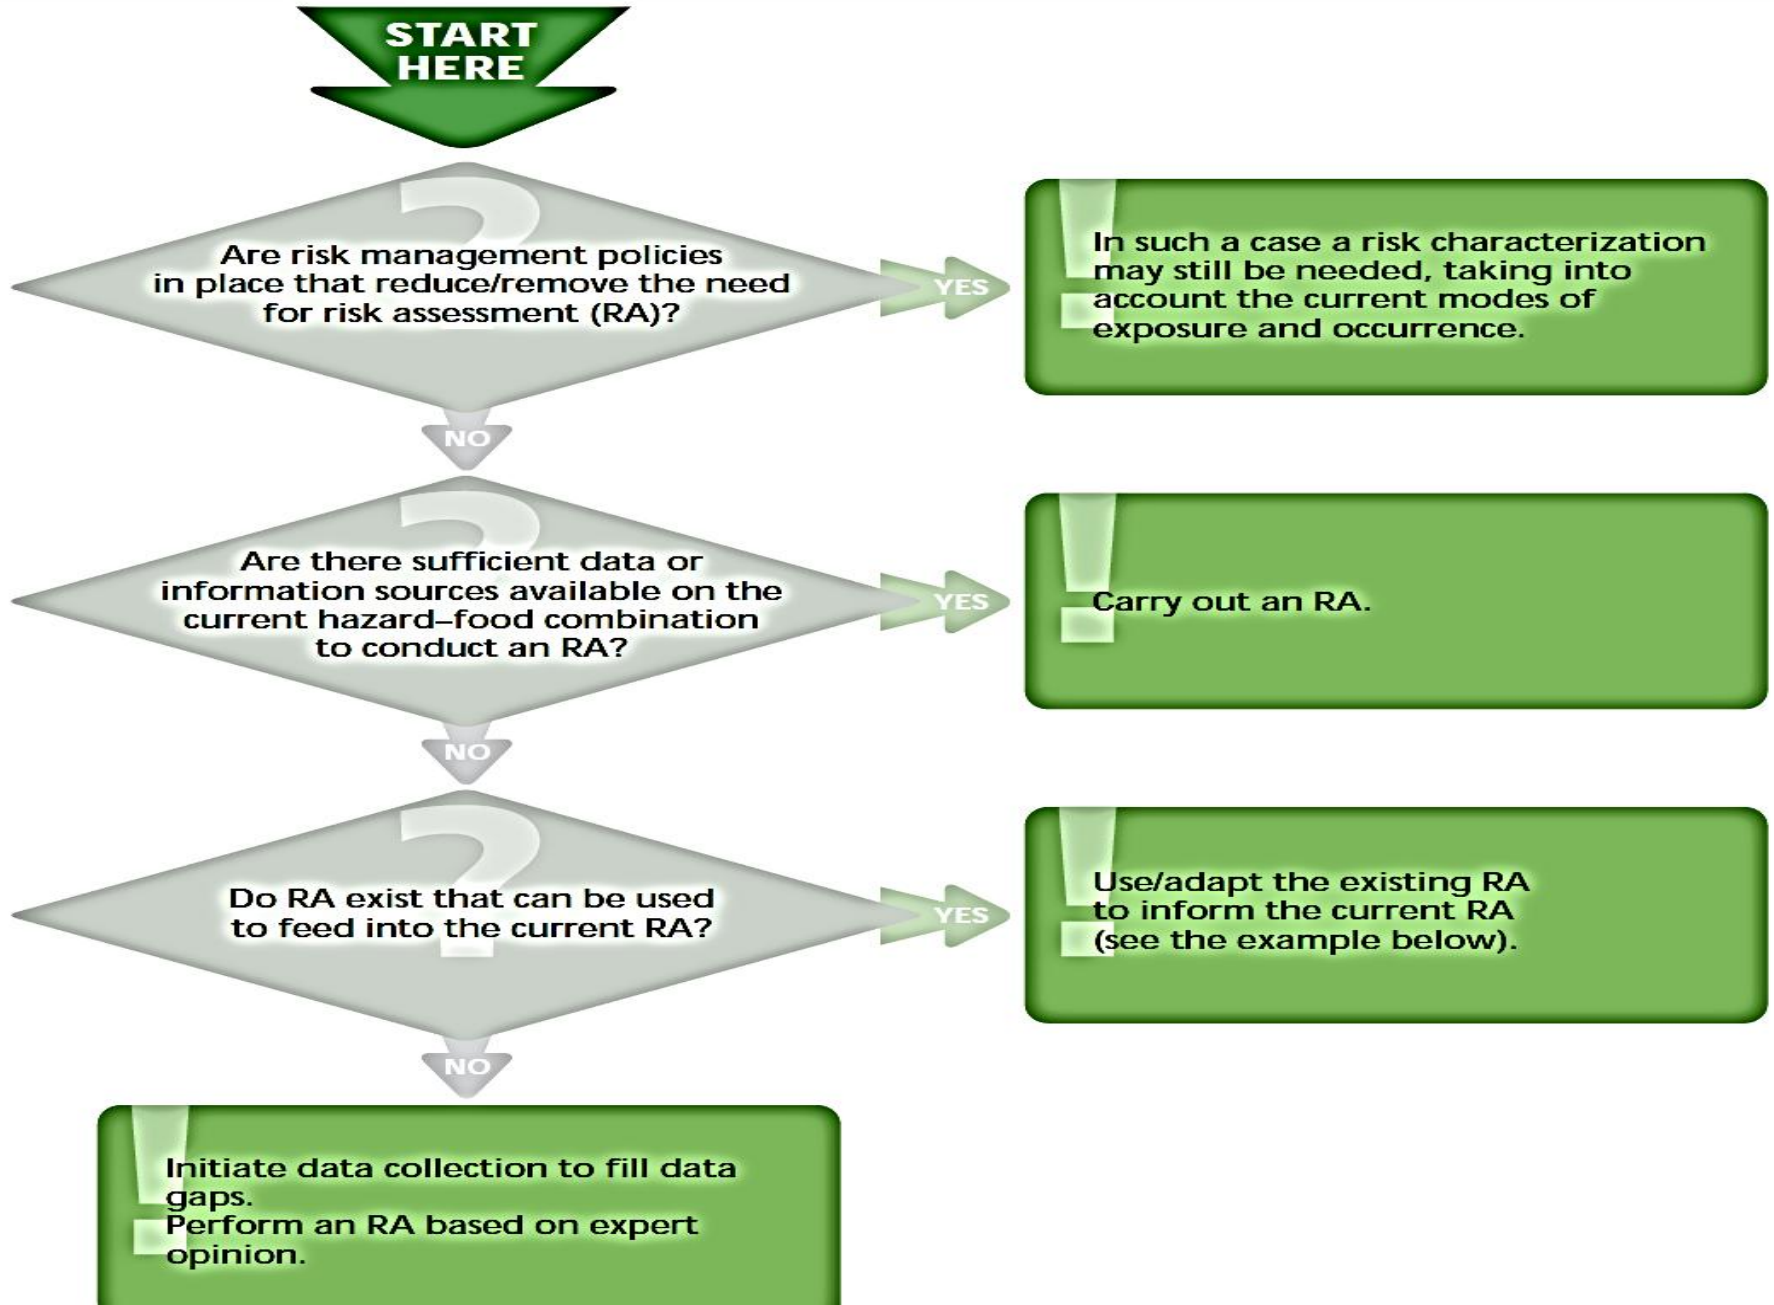 START
HERE
Are risk management policies
in place that reduce/remove the need
for risk assessment (RA)?
YES
In such a case a risk characterization
may still be needed, taking into
account the current modes of
exposure and occurrence.
NO
Are there sufficient data or
information sources available on the
current hazard–food combination
to conduct an RA?
YES
Carry out an RA.
NO
Do RA exist that can be used
to feed into the current RA?
YES
Use/adapt the existing RA
to inform the current RA
(see the example below).
NO
Initiate data collection to fill data
gaps.
Perform an RA based on expert
opinion.